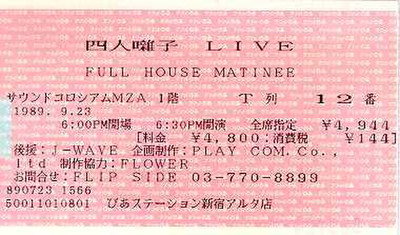 四人囃子 LIVE
FULL HOUSE MATINEE
サウンドコロシアムMZA 1階 T列 12番
1989. 9.23
6:00PM開場 6:30PM開演 全席指定 ¥4,944
[料金 ¥4,800:消費税 ¥144]
後援:J-WAVE 企画制作:PLAY COM.Co.,
ltd 制作協力:FLOWER
お問合せ:FLIP SIDE 03-770-8899
890723 1566
50011010801 ぴあステーション新宿アルタ店